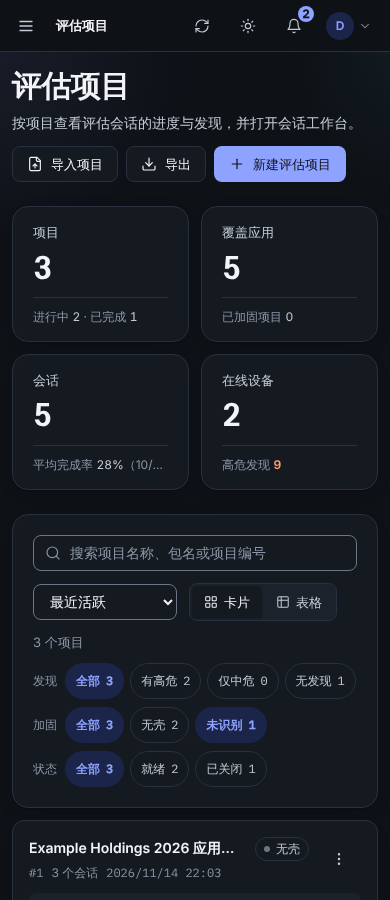 评估项目
2
D
评估项目
按项目查看评估会话的进度与发现，并打开会话工作台。
导入项目
导出
新建评估项目
项目
3
进行中 2 · 已完成 1
覆盖应用
5
已加固项目 0
会话
5
平均完成率 28%（10/...
在线设备
2
高危发现 9
搜索项目名称、包名或项目编号
最近活跃
卡片
表格
3 个项目
发现 全部 3 有高危 2 仅中危 0 无发现 1
加固 全部 3 无壳 2 未识别 1
状态 全部 3 就绪 2 已关闭 1
Example Holdings 2026 应用... 无壳
#1 3 个会话 2026/11/14 22:03